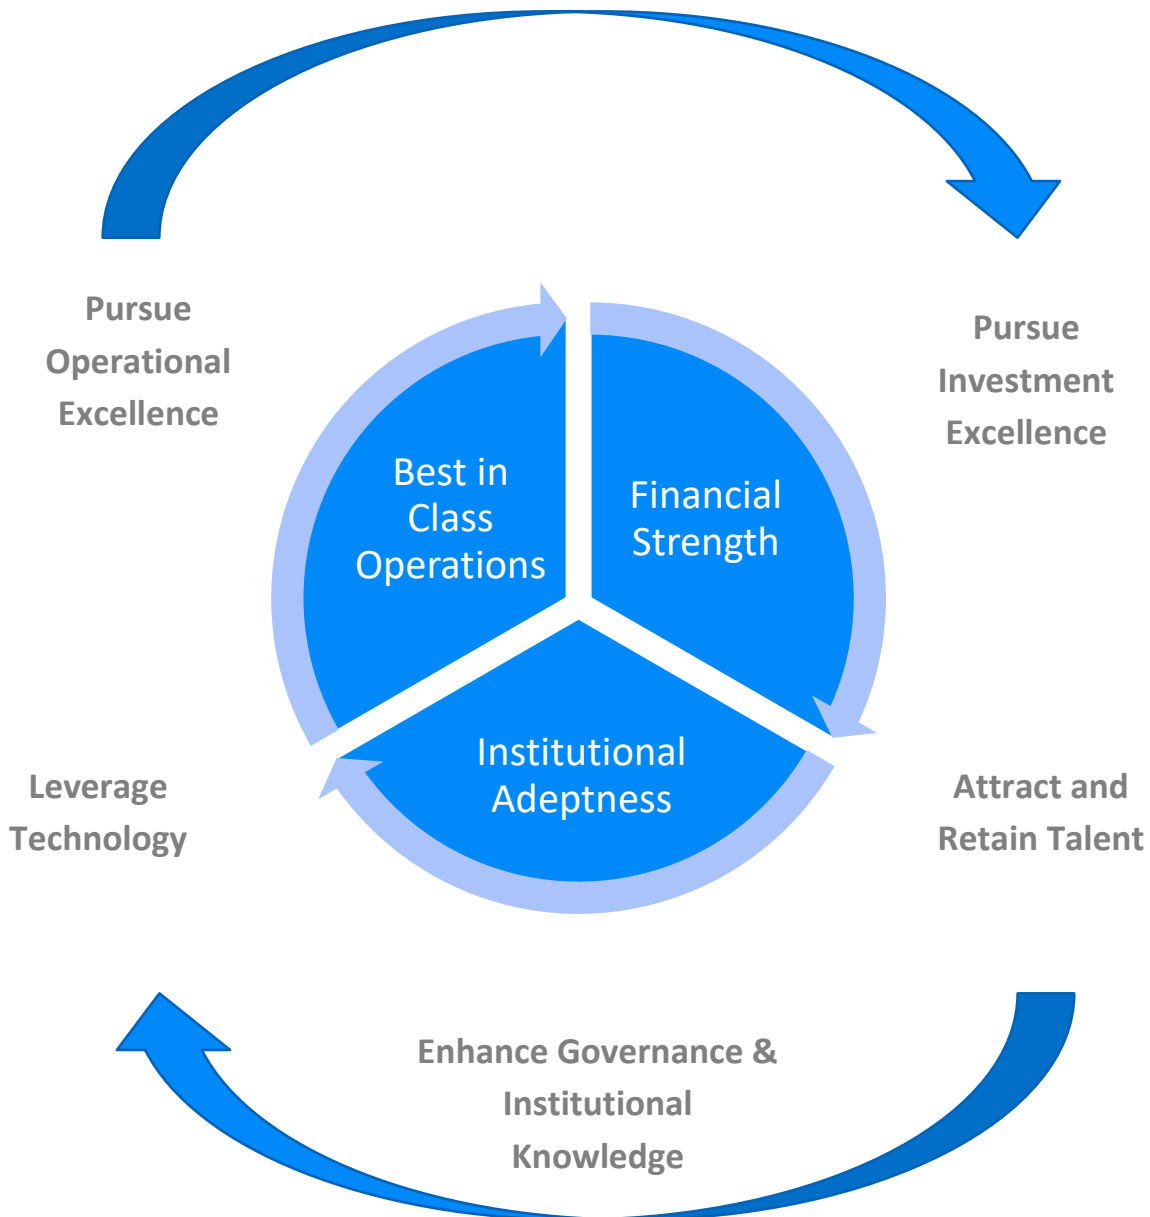 Pursue
Operational
Excellence
Pursue
Investment
Excellence
Best in
Class
Operations
Financial
Strength
Institutional
Adeptness
Leverage
Technology
Attract and
Retain Talent
Enhance Governance &
Institutional
Knowledge